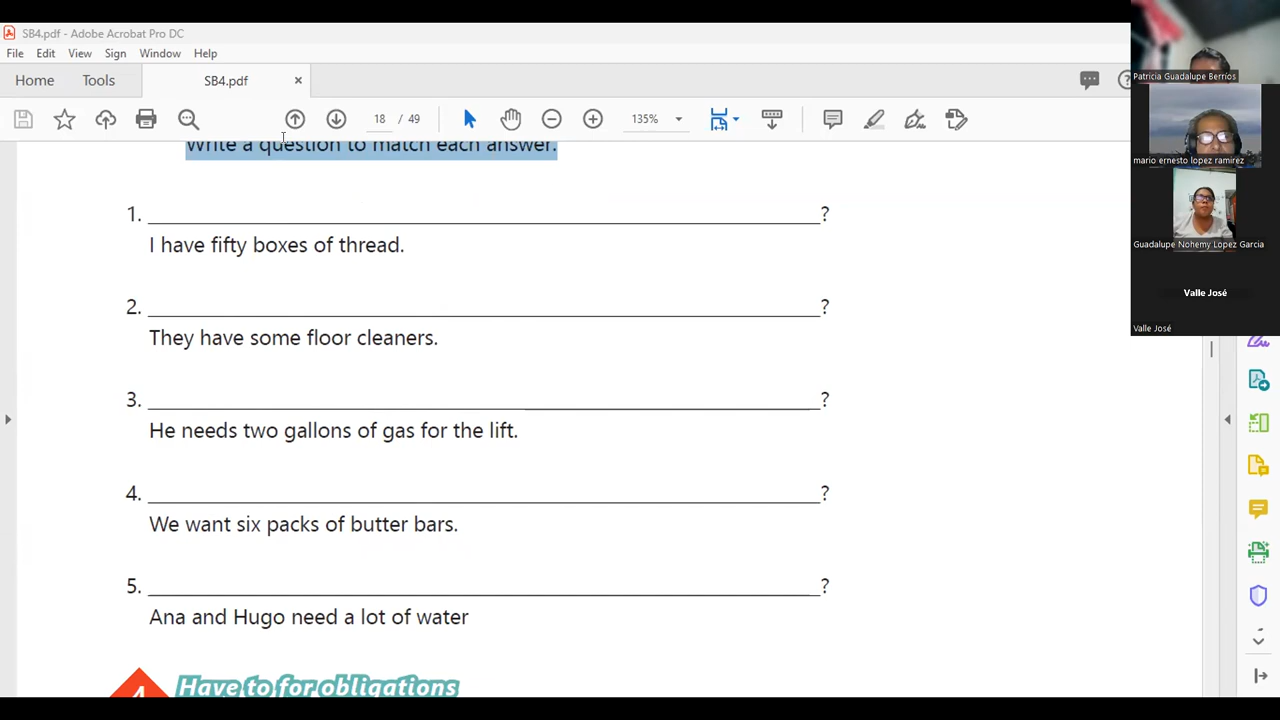 SB4.pdf - Adobe Acrobat Pro DC
File Edit View Sign Window Help
Home Tools SB4.pdf ×
18 / 49 135%
Write a question to match each answer.
1. ?
I have fifty boxes of thread.
2. ?
They have some floor cleaners.
3. ?
He needs two gallons of gas for the lift.
4. ?
We want six packs of butter bars.
5. ?
Ana and Hugo need a lot of water
4 Have to for obligations
Patricia Guadalupe Berríos
mario ernesto lopez ramirez
Guadalupe Nohemy Lopez Garcia
Valle José
Valle José